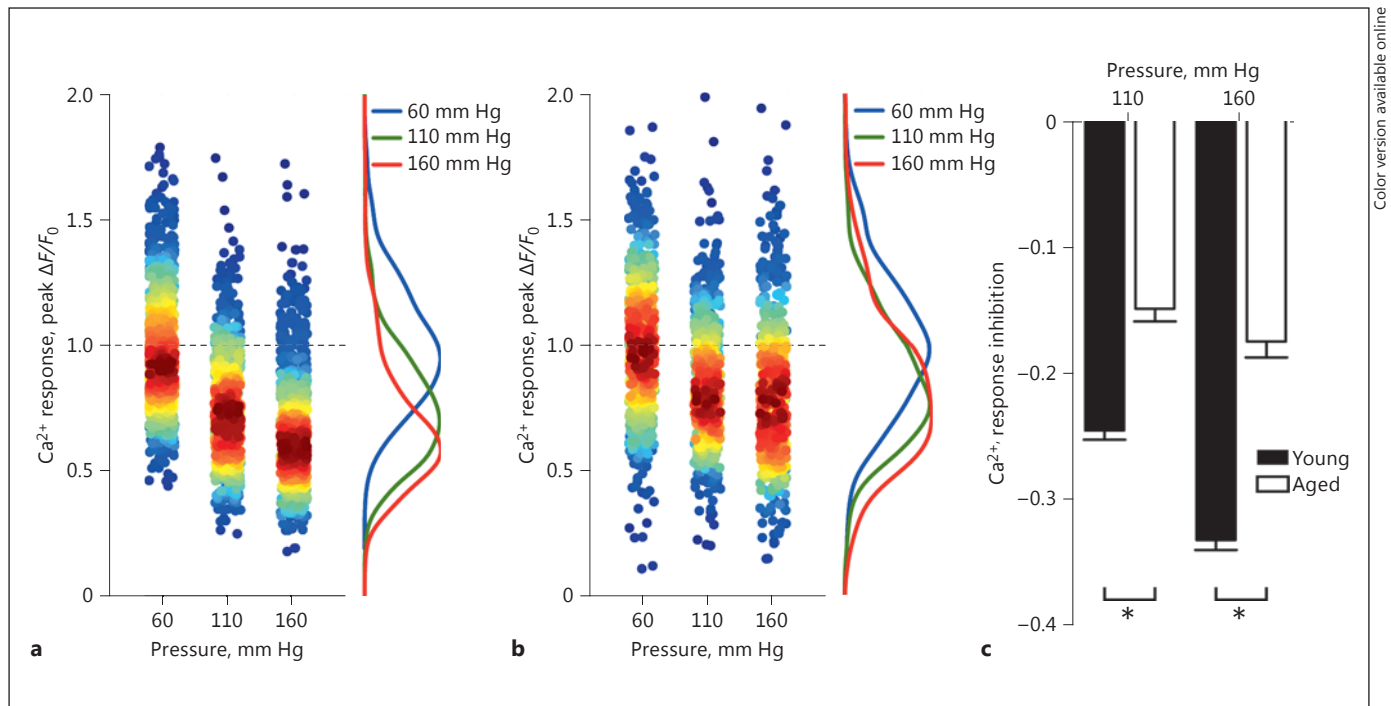 Color version available online
2.0
1.5
1.0
0.5
0
Ca2+ response, peak ΔF/F0
60 110 160
Pressure, mm Hg
60 mm Hg
110 mm Hg
160 mm Hg
a
2.0
1.5
1.0
0.5
0
Ca2+ response, peak ΔF/F0
60 110 160
Pressure, mm Hg
60 mm Hg
110 mm Hg
160 mm Hg
b
Pressure, mm Hg
110 160
0
−0.1
−0.2
−0.3
−0.4
Ca2+, response inhibition
Young
Aged
* *
c